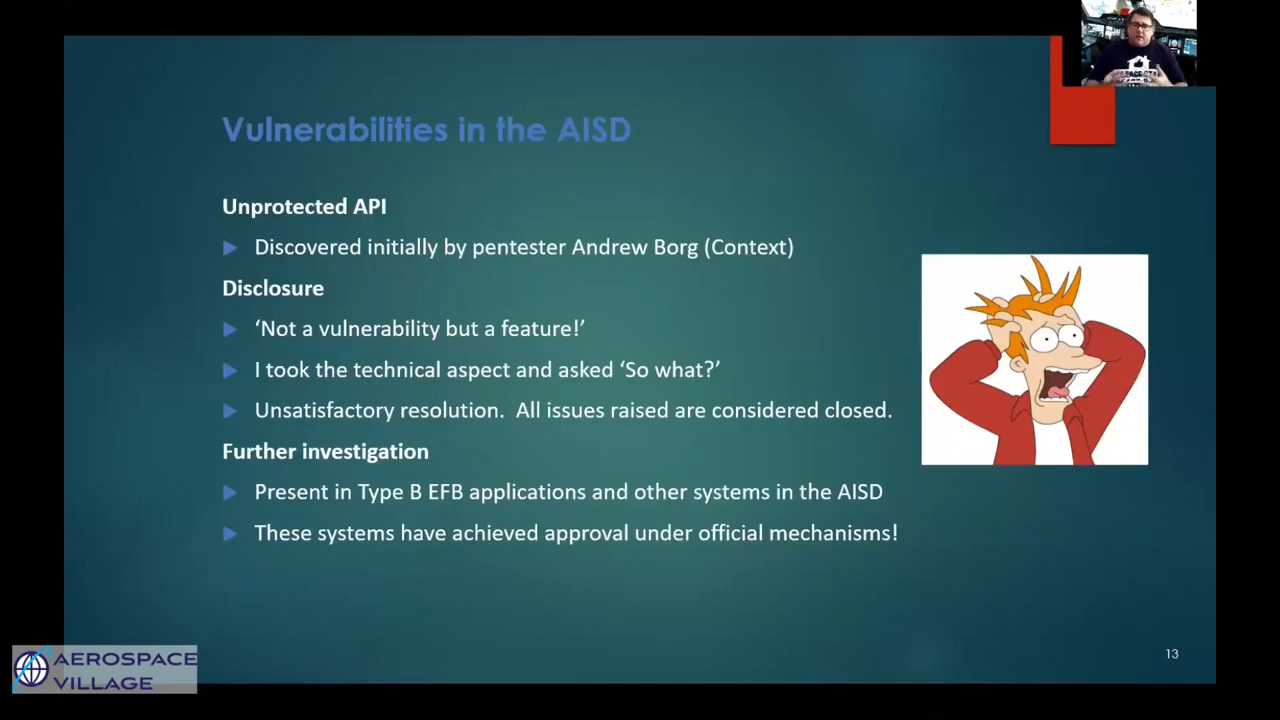 Vulnerabilities in the AISD
Unprotected API
Discovered initially by pentester Andrew Borg (Context)
Disclosure
‘Not a vulnerability but a feature!’
I took the technical aspect and asked ‘So what?’
Unsatisfactory resolution.  All issues raised are considered closed.
Further investigation
Present in Type B EFB applications and other systems in the AISD
These systems have achieved approval under official mechanisms!
13
AEROSPACE
VILLAGE